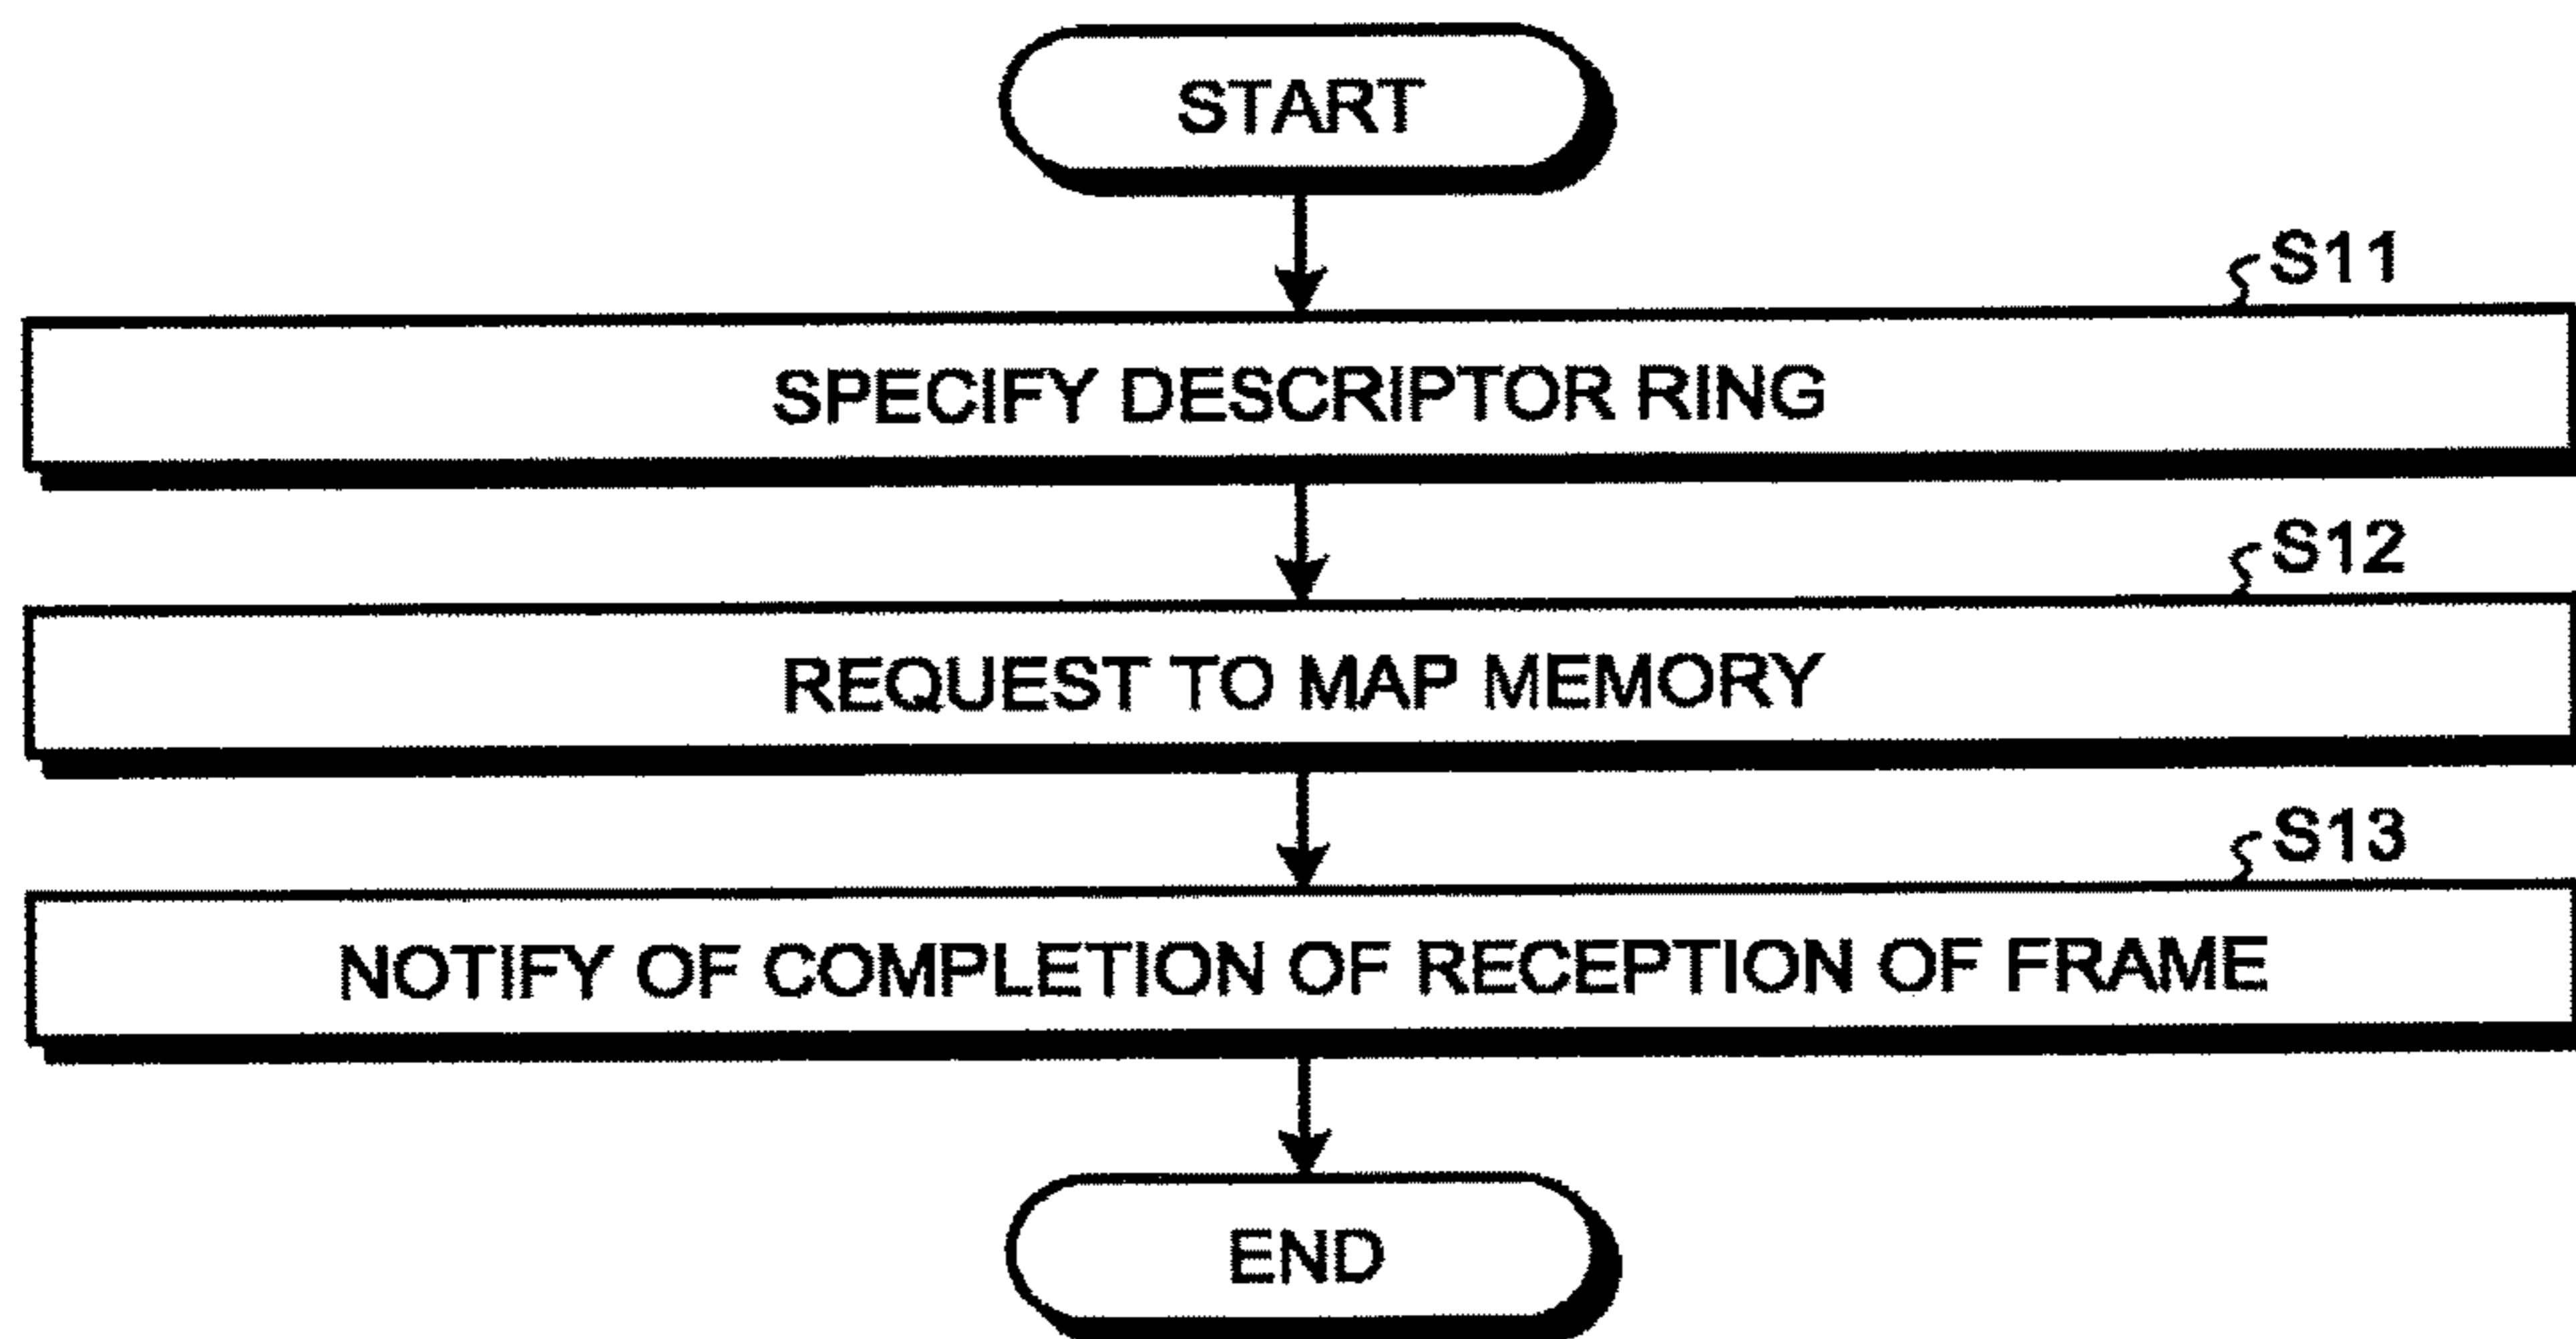 START
S11
SPECIFY DESCRIPTOR RING
S12
REQUEST TO MAP MEMORY
S13
NOTIFY OF COMPLETION OF RECEPTION OF FRAME
END